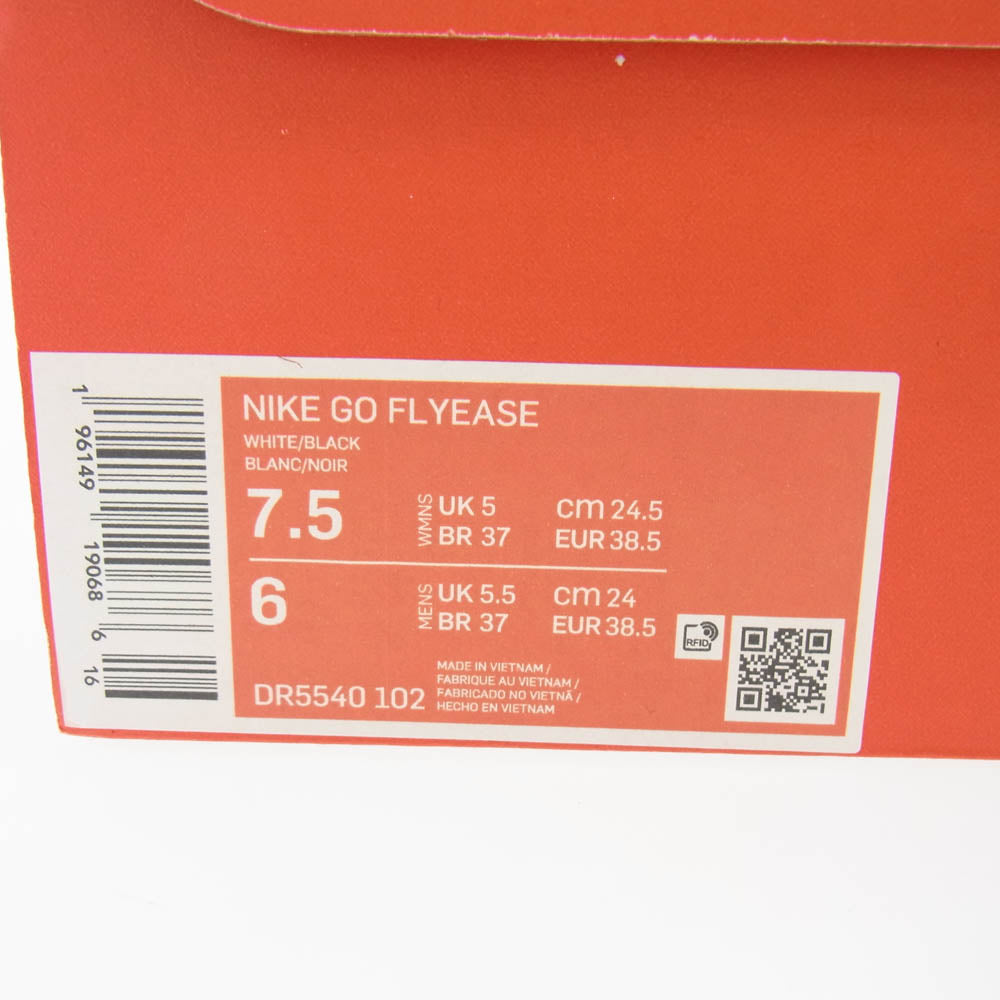 NIKE GO FLYEASE
WHITE/BLACK
BLANC/NOIR
7.5
WMNS
UK 5
BR 37
cm 24.5
EUR 38.5
6
MENS
UK 5.5
BR 37
cm 24
EUR 38.5
DR5540 102
MADE IN VIETNAM /
FABRIQUE AU VIETNAM /
FABRICADO NO VIETNÃ /
HECHO EN VIETNAM
RFID
1 96149 19068 6 16